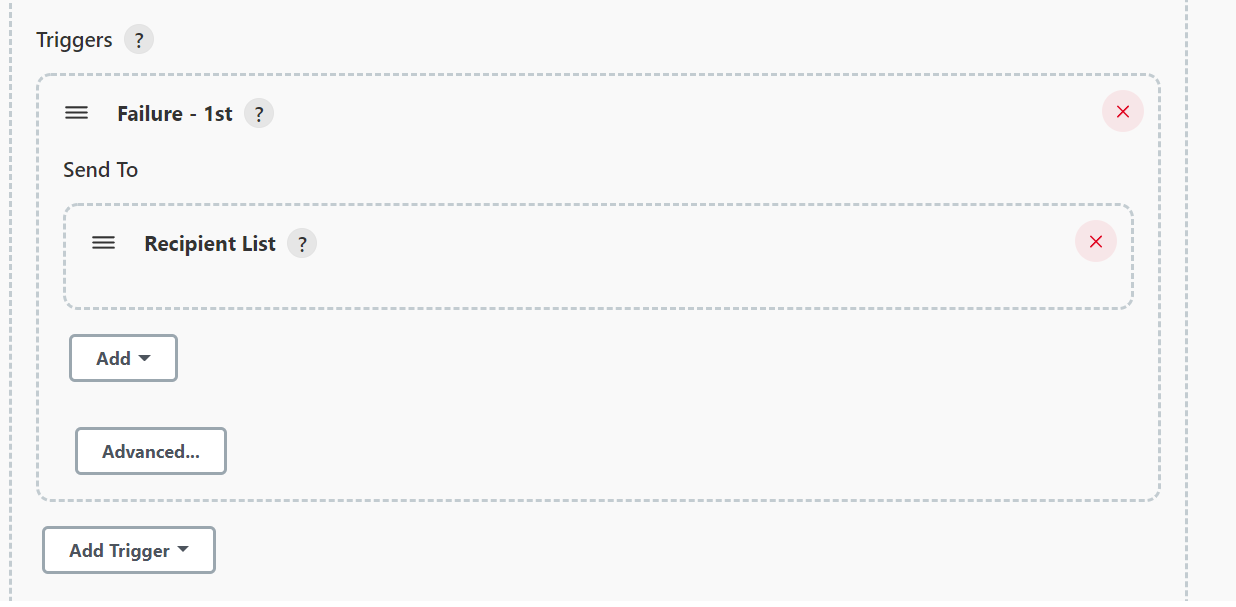 Triggers ?
Failure - 1st ?
Send To
Recipient List ?
Add
Advanced...
Add Trigger